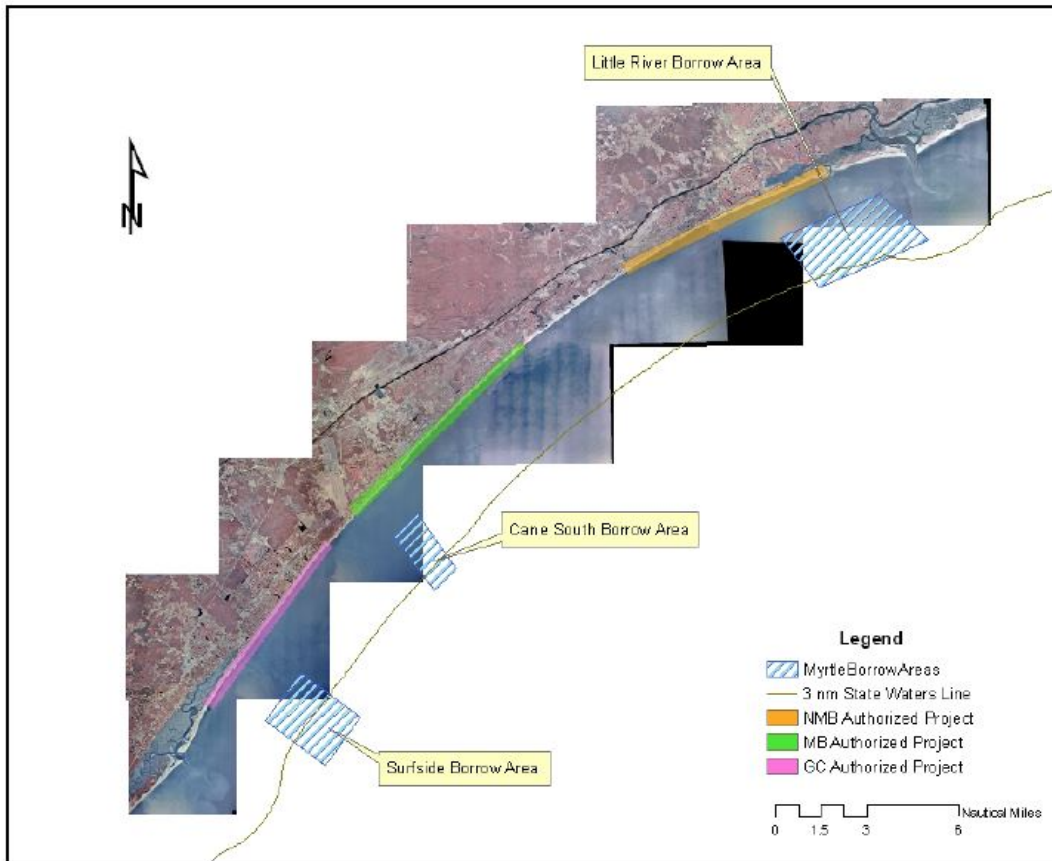 Little River Borrow Area
N
Cane South Borrow Area
Surfside Borrow Area
Legend
MyrtleBorrowAreas
3 nm State Waters Line
NMB Authorized Project
MB Authorized Project
GC Authorized Project
Nautical Miles
0 1.5 3 6